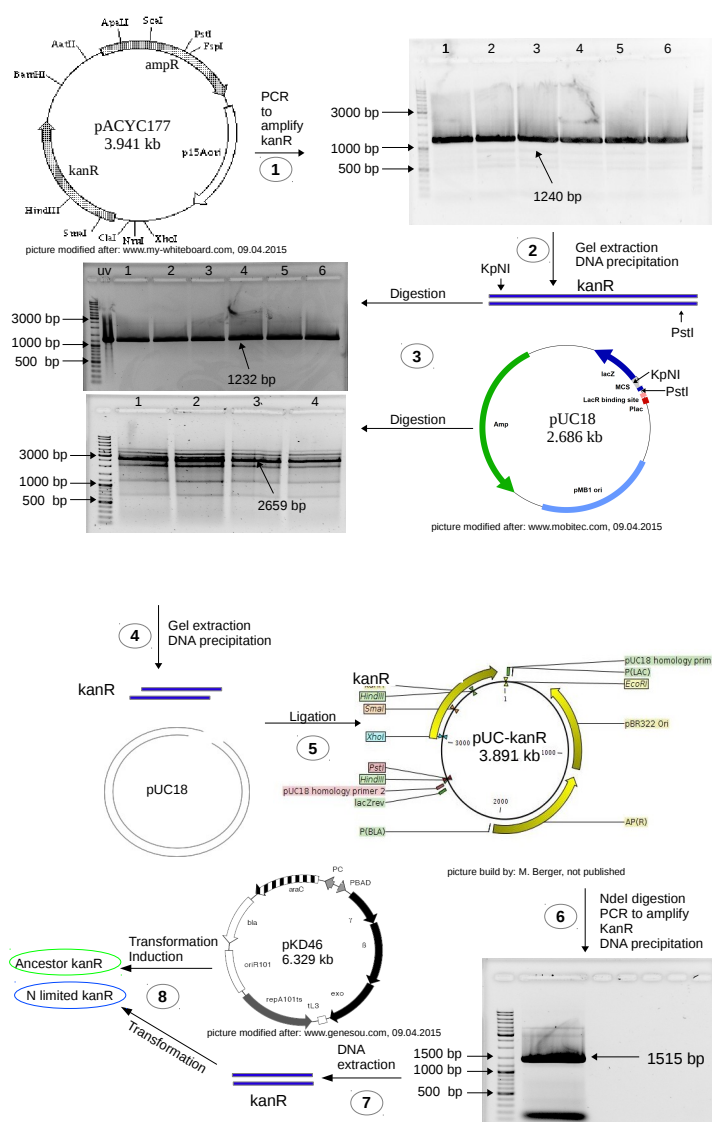 ApaLI
ScaI
PstI
FspI
AatII
ampR
BamHI
pACYC177
3.941 kb
p15Aori
kanR
HindIII
SmaI
ClaI
NruI
XhoI
picture modified after: www.my-whiteboard.com, 09.04.2015
PCR
to
amplify
kanR
1
1 2 3 4 5 6
3000 bp
1000 bp
500 bp
1240 bp
2
Gel extraction
DNA precipitation
KpNI
kanR
PstI
Digestion
uv 1 2 3 4 5 6
3000 bp
1000 bp
500 bp
1232 bp
3
lacZ
KpNI
MCS
PstI
LacR binding site
Plac
Amp
pUC18
2.686 kb
pMB1 ori
picture modified after: www.mobitec.com, 09.04.2015
Digestion
1 2 3 4
3000 bp
1000 bp
500 bp
2659 bp
4
Gel extraction
DNA precipitation
kanR
pUC18
Ligation
5
kanR
HindIII
SmaI
XhoI
PstI
HindIII
pUC18 homology primer 2
lacZrev
P(BLA)
pUC18 homology prim
P(LAC)
EcoRI
pBR322 Ori
AP(R)
1
1000
2000
3000
pUC-kanR
3.891 kb
picture build by: M. Berger, not published
6
NdeI digestion
PCR to amplify
KanR
DNA precipitation
1500 bp
1000 bp
500 bp
1515 bp
DNA
extraction
7
kanR
Transformation
Transformation
Induction
8
Ancestor kanR
N limited kanR
araC
PC
PBAD
bla
γ
β
exo
tL3
repA101ts
oriR101
pKD46
6.329 kb
picture modified after: www.genesou.com, 09.04.2015